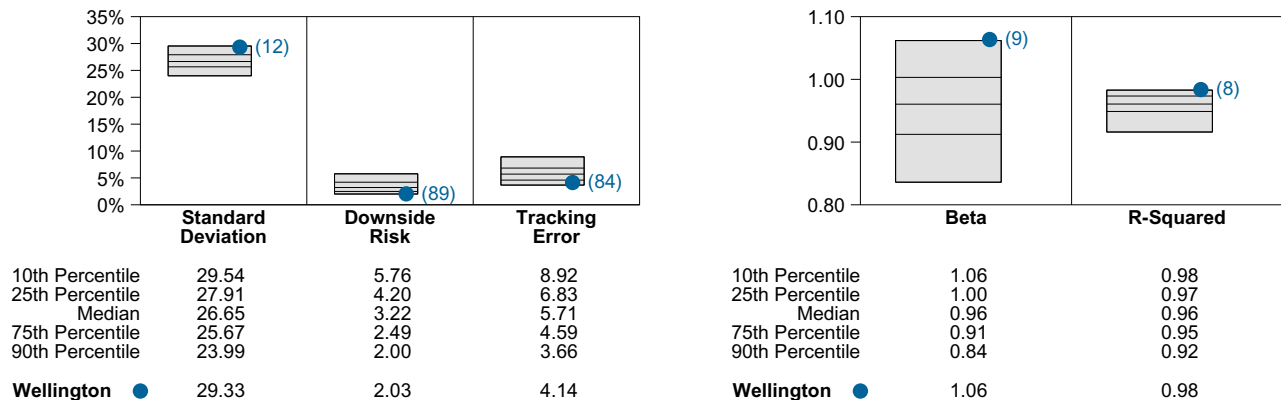 35%
30%
25%
20%
15%
10%
5%
0%
(12)
(89)
(84)
Standard Deviation
Downside Risk
Tracking Error
10th Percentile 29.54 5.76 8.92
25th Percentile 27.91 4.20 6.83
Median 26.65 3.22 5.71
75th Percentile 25.67 2.49 4.59
90th Percentile 23.99 2.00 3.66
Wellington 29.33 2.03 4.14
1.10
1.00
0.90
0.80
(9)
(8)
Beta
R-Squared
10th Percentile 1.06 0.98
25th Percentile 1.00 0.97
Median 0.96 0.96
75th Percentile 0.91 0.95
90th Percentile 0.84 0.92
Wellington 1.06 0.98